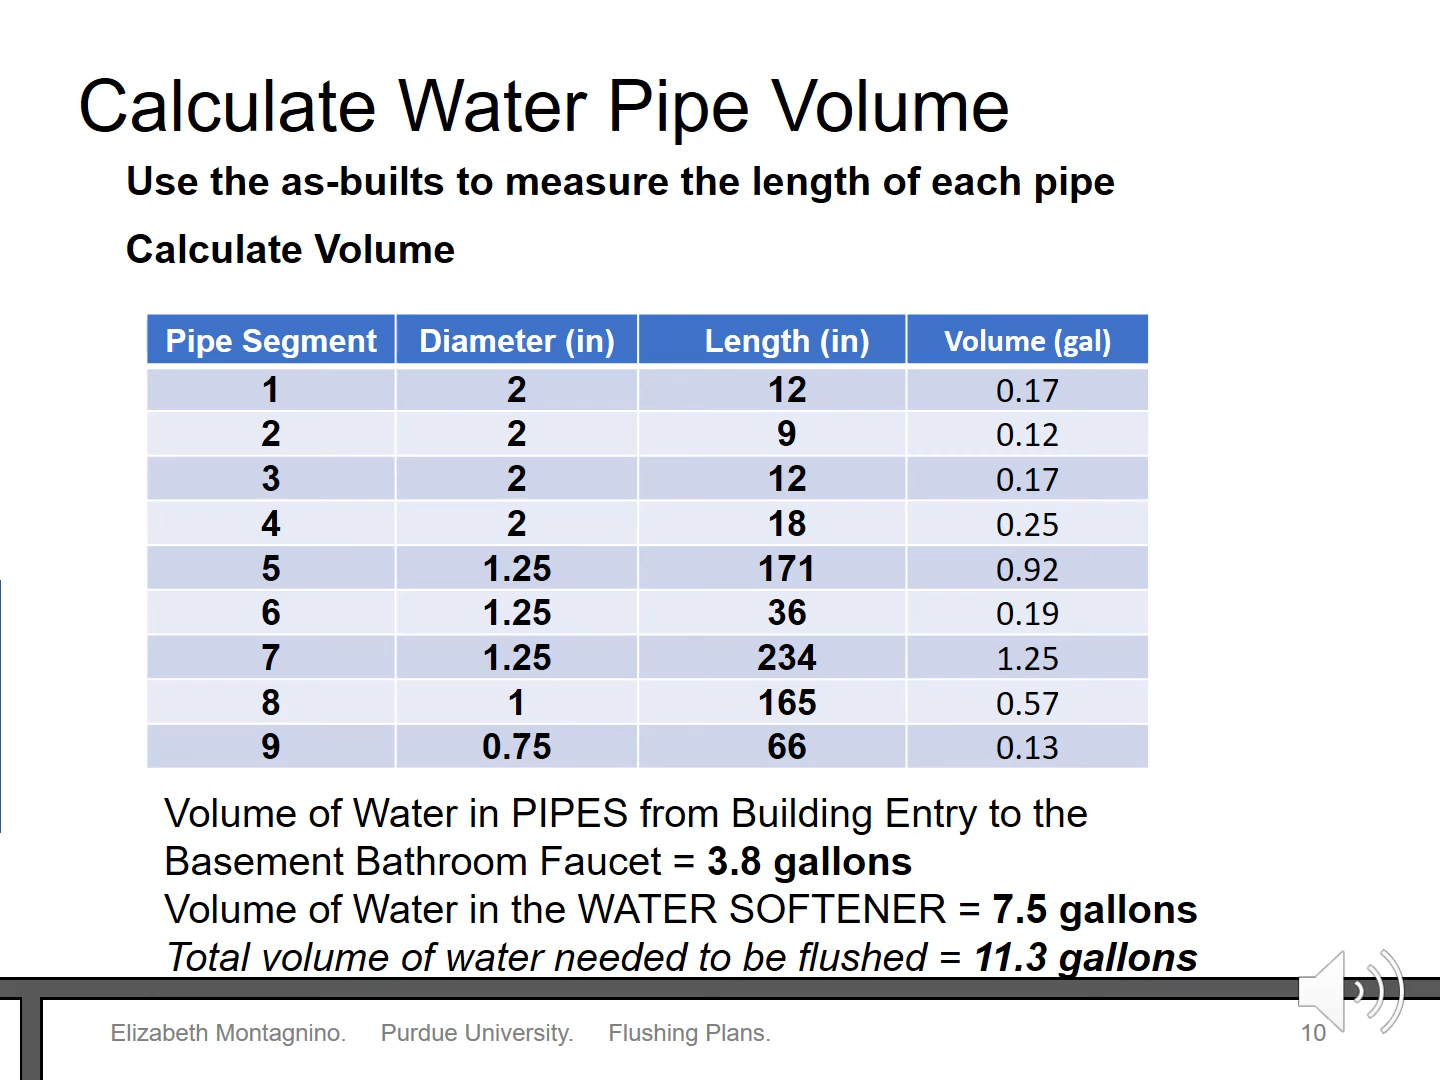 Calculate Water Pipe Volume
Use the as-builts to measure the length of each pipe
Calculate Volume
Pipe Segment Diameter (in) Length (in) Volume (gal)
1 2 12 0.17
2 2 9 0.12
3 2 12 0.17
4 2 18 0.25
5 1.25 171 0.92
6 1.25 36 0.19
7 1.25 234 1.25
8 1 165 0.57
9 0.75 66 0.13
Volume of Water in PIPES from Building Entry to the
Basement Bathroom Faucet = 3.8 gallons
Volume of Water in the WATER SOFTENER = 7.5 gallons
Total volume of water needed to be flushed = 11.3 gallons
Elizabeth Montagnino. Purdue University. Flushing Plans. 10